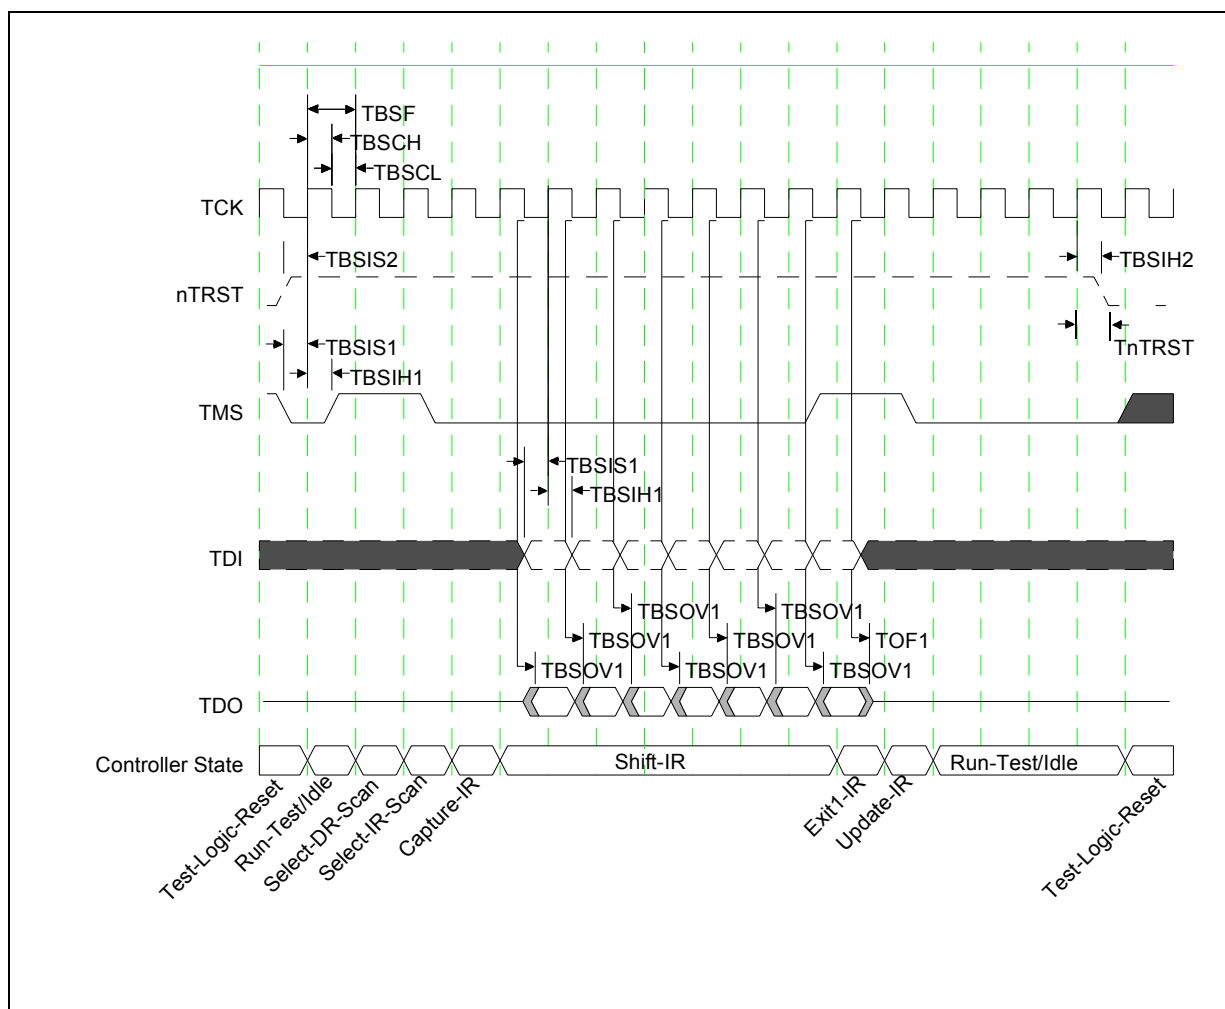 TBSF
TBSCH
TBSCL
TCK
TBSIS2
TBSIH2
nTRST
TBSIS1
TnTRST
TBSIH1
TMS
TBSIS1
TBSIH1
TDI
TBSOV1 TBSOV1
TBSOV1 TBSOV1 TOF1
TBSOV1 TBSOV1 TBSOV1
TDO
Controller State Shift-IR Run-Test/Idle
Test-Logic-Reset
Run-Test/Idle
Select-DR-Scan
Select-IR-Scan
Capture-IR
Exit1-IR
Update-IR
Test-Logic-Reset